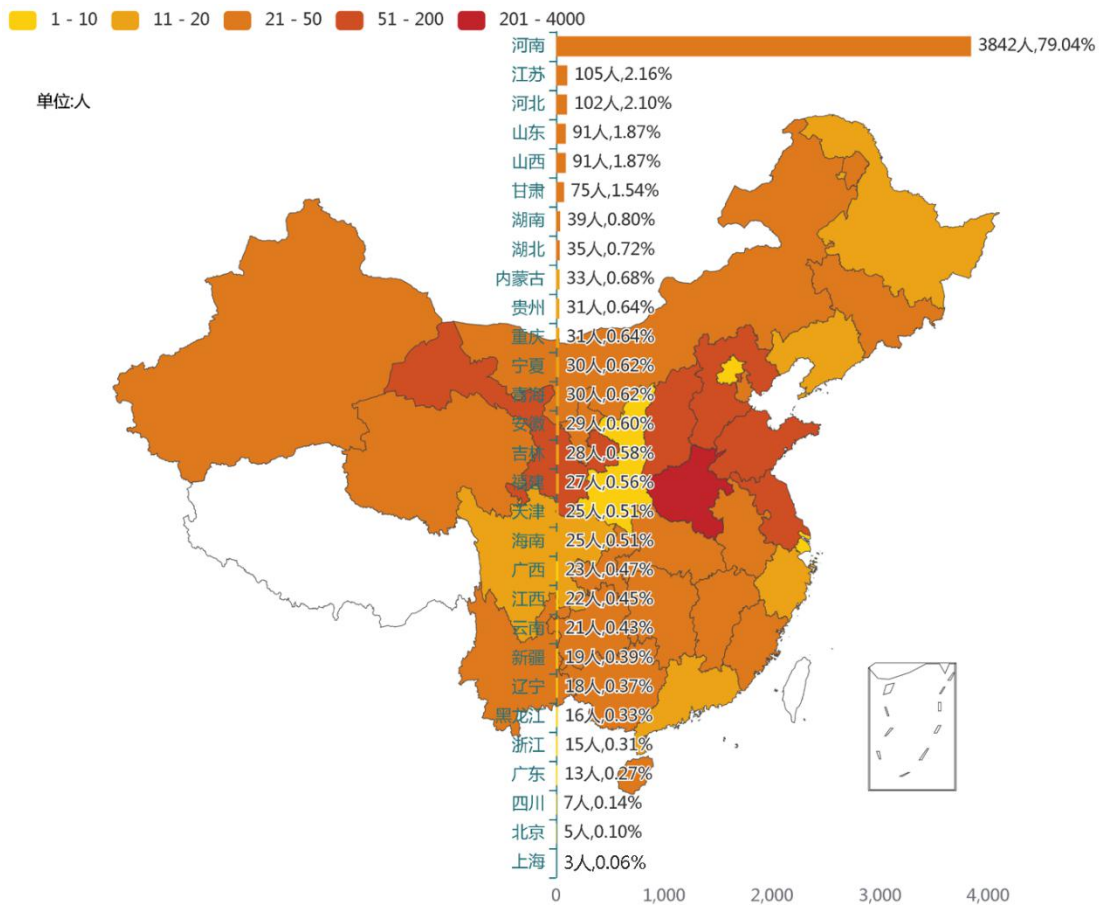 1 - 10 11 - 20 21 - 50 51 - 200 201 - 4000
单位:人
河南 3842人,79.04%
江苏 105人,2.16%
河北 102人,2.10%
山东 91人,1.87%
山西 91人,1.87%
甘肃 75人,1.54%
湖南 39人,0.80%
湖北 35人,0.72%
内蒙古 33人,0.68%
贵州 31人,0.64%
重庆 31人,0.64%
宁夏 30人,0.62%
青海 30人,0.62%
安徽 29人,0.60%
吉林 28人,0.58%
福建 27人,0.56%
天津 25人,0.51%
海南 25人,0.51%
广西 23人,0.47%
江西 22人,0.45%
云南 21人,0.43%
新疆 19人,0.39%
辽宁 18人,0.37%
黑龙江 16人,0.33%
浙江 15人,0.31%
广东 13人,0.27%
四川 7人,0.14%
北京 5人,0.10%
上海 3人,0.06%
0 1,000 2,000 3,000 4,000